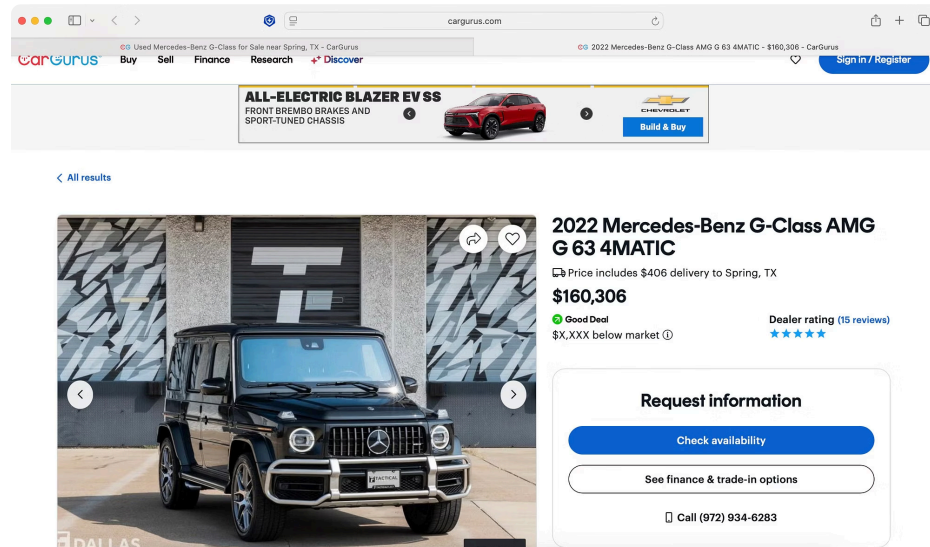 cargurus.com
CG Used Mercedes-Benz G-Class for Sale near Spring, TX - CarGurus
CG 2022 Mercedes-Benz G-Class AMG G 63 4MATIC - $160,306 - CarGurus
CarGurus
Buy Sell Finance Research Discover
Sign in / Register
ALL-ELECTRIC BLAZER EV SS
FRONT BREMBO BRAKES AND
SPORT-TUNED CHASSIS
CHEVROLET
Build & Buy
All results
2022 Mercedes-Benz G-Class AMG
G 63 4MATIC
Price includes $406 delivery to Spring, TX
$160,306
Good Deal
$X,XXX below market
Dealer rating (15 reviews)
Request information
Check availability
See finance & trade-in options
Call (972) 934-6283
TACTICAL
DALLAS